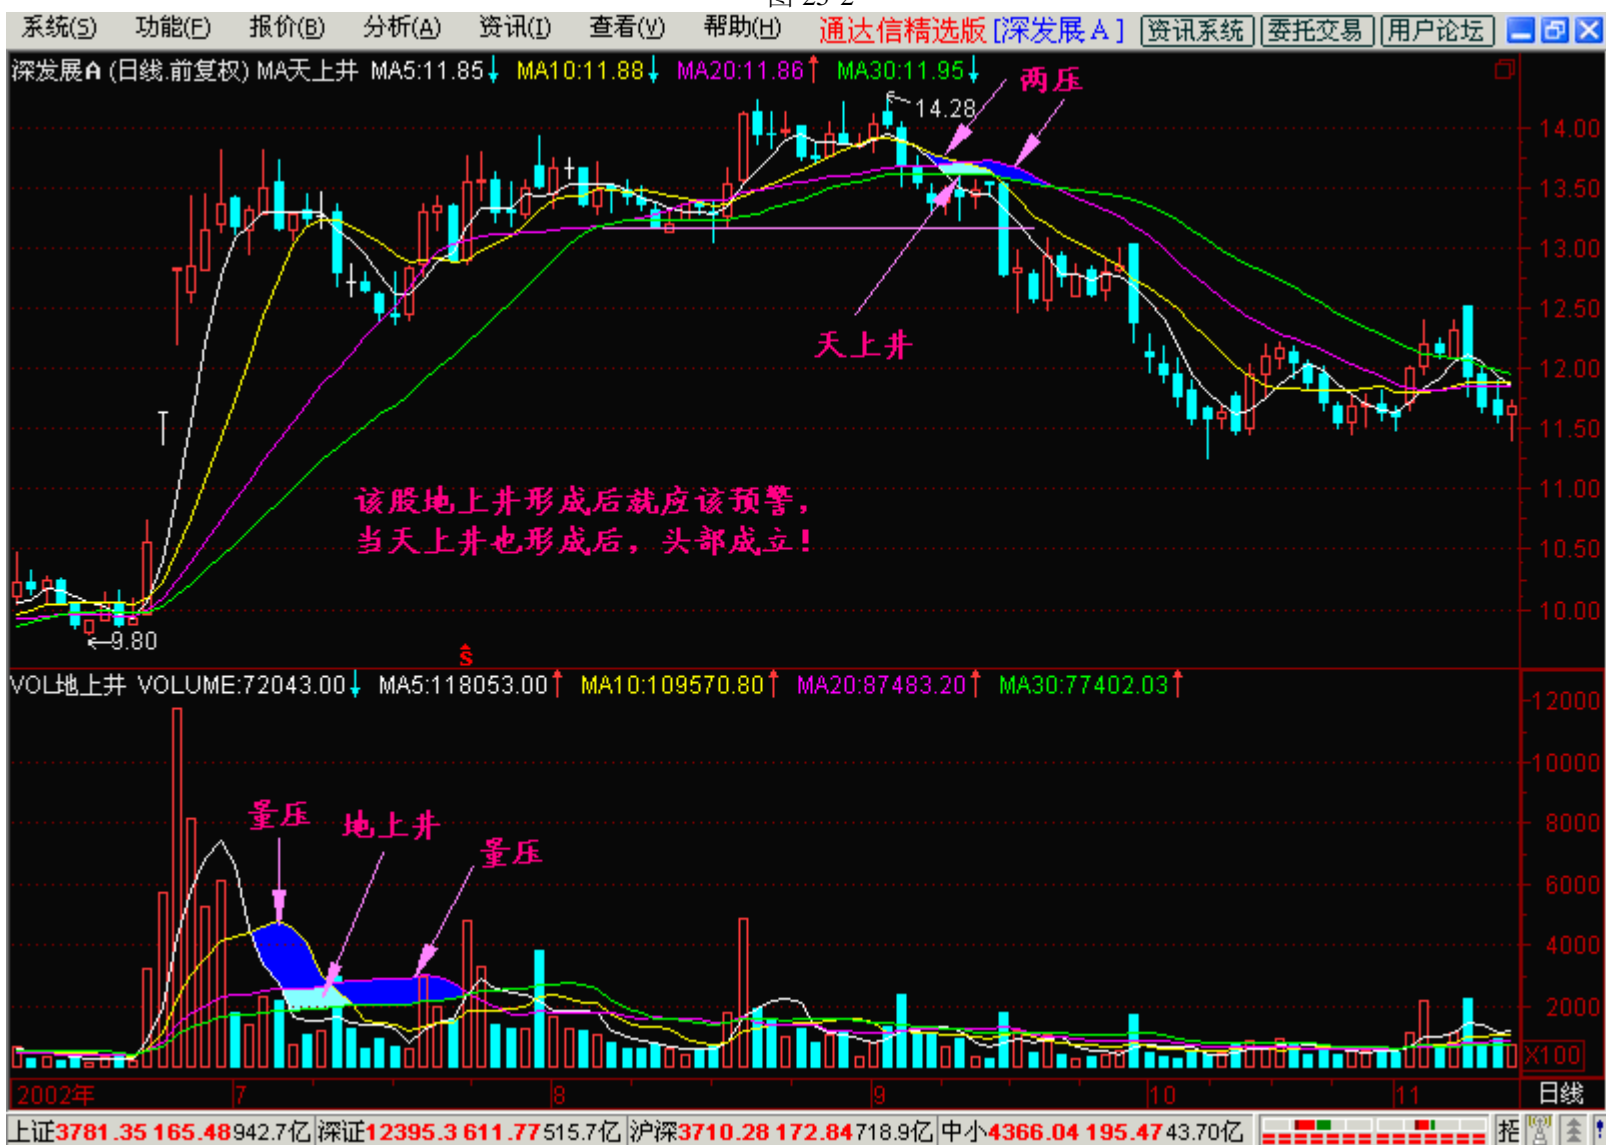 图 23-2
系统(S) 功能(F) 报价(B) 分析(A) 资讯(I) 查看(V) 帮助(H) 通达信精选版 [深发展A] 资讯系统 委托交易 用户论坛
深发展A (日线.前复权) MA天上井 MA5:11.85↓ MA10:11.88↓ MA20:11.86↑ MA30:11.95↓
两压
14.28
14.00
13.50
13.00
12.50
天上井
12.00
11.50
该股地上井形成后就应该预警，
11.00
当天上井也形成后，头部成立！
10.50
10.00
←9.80
S
VOL地上井 VOLUME:72043.00↓ MA5:118053.00↑ MA10:109570.80↑ MA20:87483.20↑ MA30:77402.03↑
12000
10000
量压 地上井 量压
8000
6000
4000
2000
X100
2002年 7 8 9 10 11 日线
上证3781.35 165.48 942.7亿 深证12395.3 611.77 515.7亿 沪深3710.28 172.84 718.9亿 中小4366.04 195.47 43.70亿